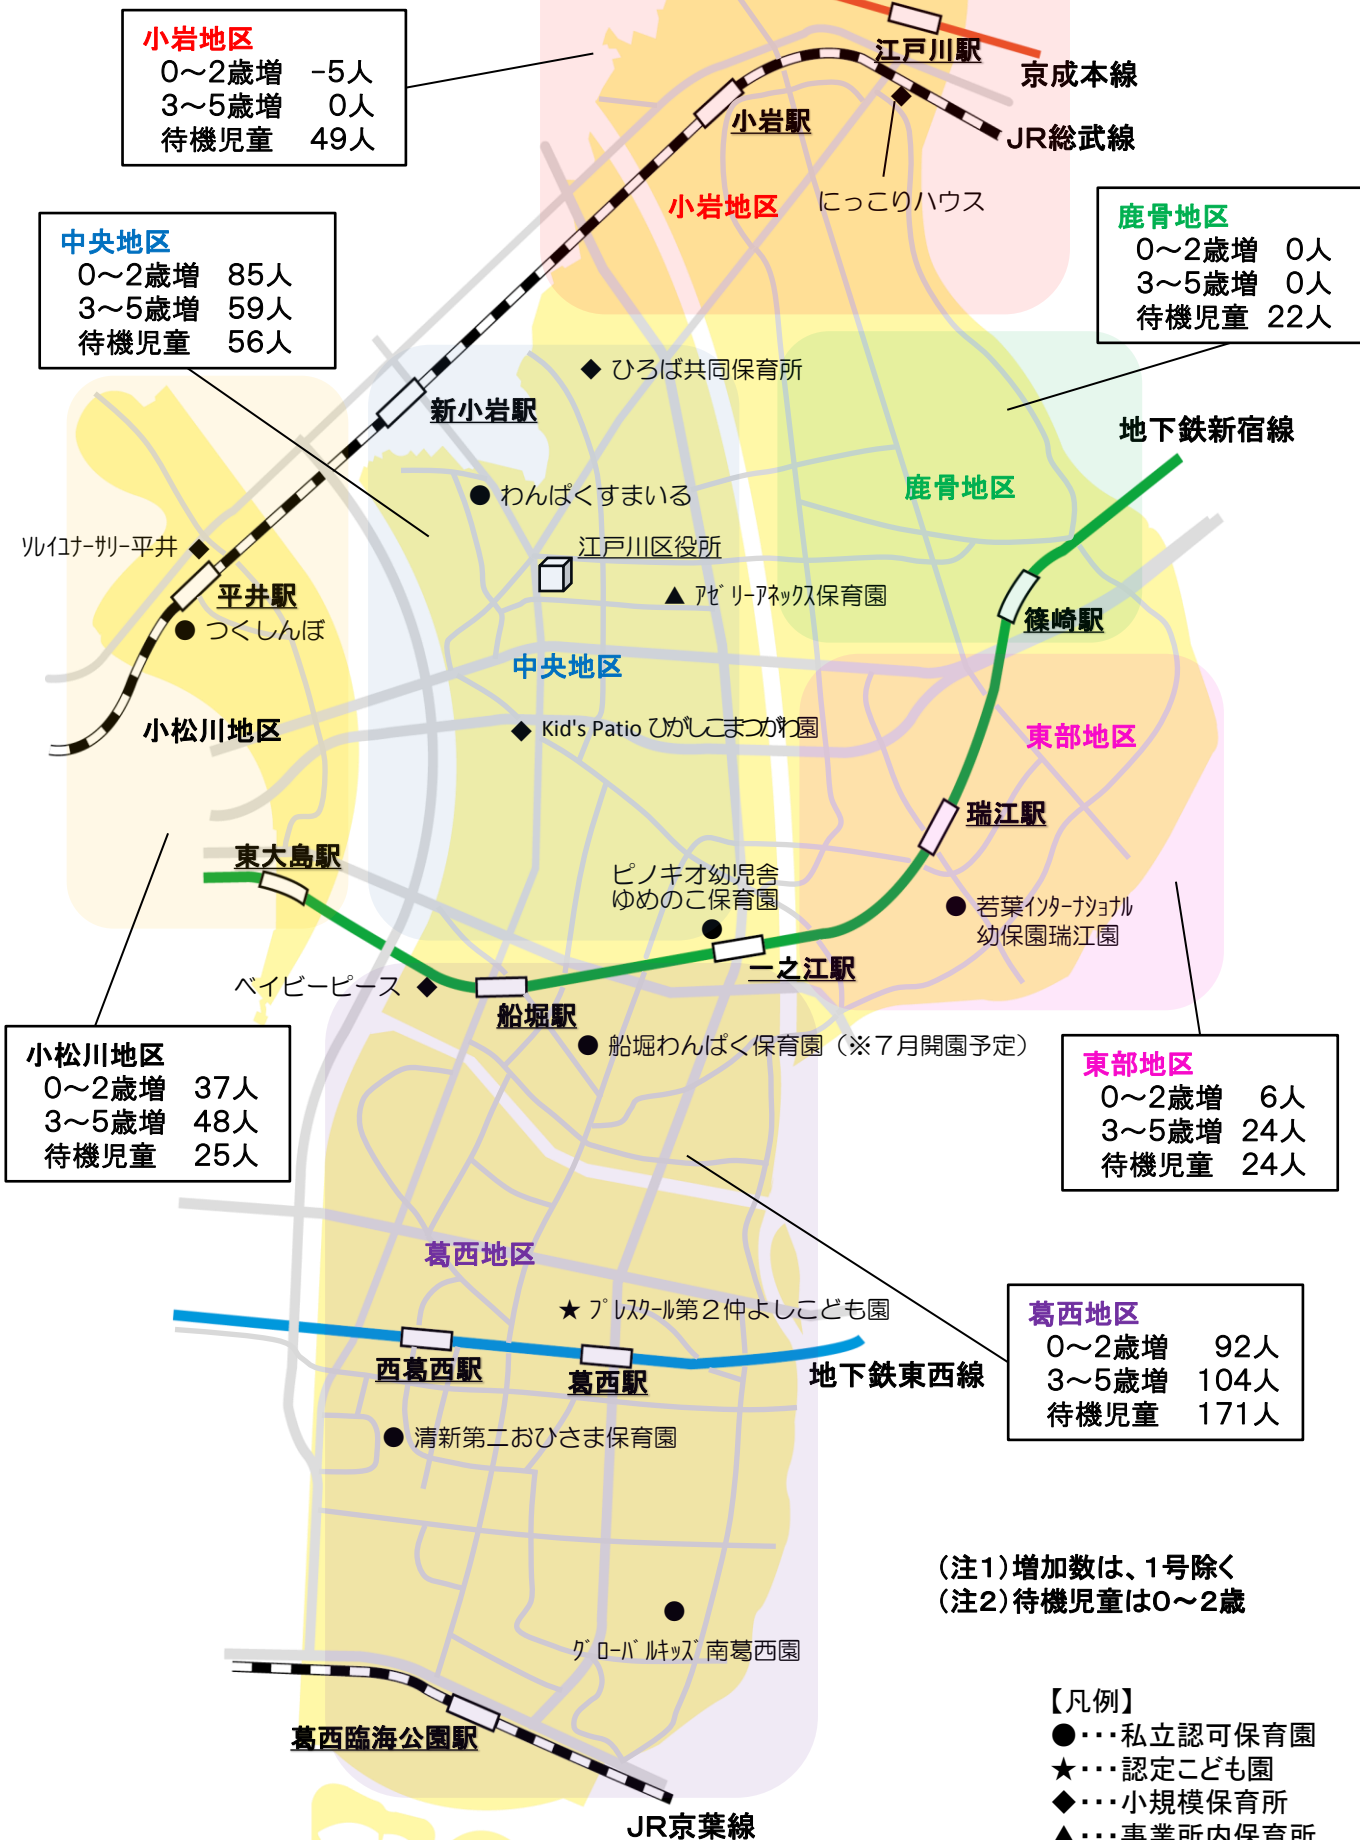 小岩地区
0～2歳増 -5人
3～5歳増 0人
待機児童 49人
江戸川駅
京成本線
小岩駅
JR総武線
小岩地区
にっこりハウス
中央地区
0～2歳増 85人
3～5歳増 59人
待機児童 56人
鹿骨地区
0～2歳増 0人
3～5歳増 0人
待機児童 22人
◆ ひろば共同保育所
新小岩駅
地下鉄新宿線
鹿骨地区
● わんぱくすまいる
ｿﾚｲﾕﾅｰｻﾘｰ平井 ◆
江戸川区役所
平井駅
▲ ｱｾﾞﾘｰｱﾈｯｸｽ保育園
篠崎駅
● つくしんぼ
中央地区
小松川地区
◆ Kid's Patio ひがしこまつがわ園
東部地区
瑞江駅
東大島駅
ピノキオ幼児舎
ゆめのこ保育園
● 若葉ｲﾝﾀｰﾅｼｮﾅﾙ
幼保園瑞江園
一之江駅
ベイビーピース ◆
船堀駅
● 船堀わんぱく保育園（※７月開園予定）
小松川地区
0～2歳増 37人
3～5歳増 48人
待機児童 25人
東部地区
0～2歳増 6人
3～5歳増 24人
待機児童 24人
葛西地区
★ ﾌﾟﾚｽｸｰﾙ第２仲よしこども園
葛西地区
0～2歳増 92人
3～5歳増 104人
待機児童 171人
西葛西駅
葛西駅
地下鉄東西線
● 清新第二おひさま保育園
（注1）増加数は、1号除く
（注2）待機児童は0～2歳
●
ｸﾞﾛｰﾊﾞﾙｷｯｽﾞ南葛西園
葛西臨海公園駅
JR京葉線
【凡例】
●･･･私立認可保育園
★･･･認定こども園
◆･･･小規模保育所
▲･･･事業所内保育所